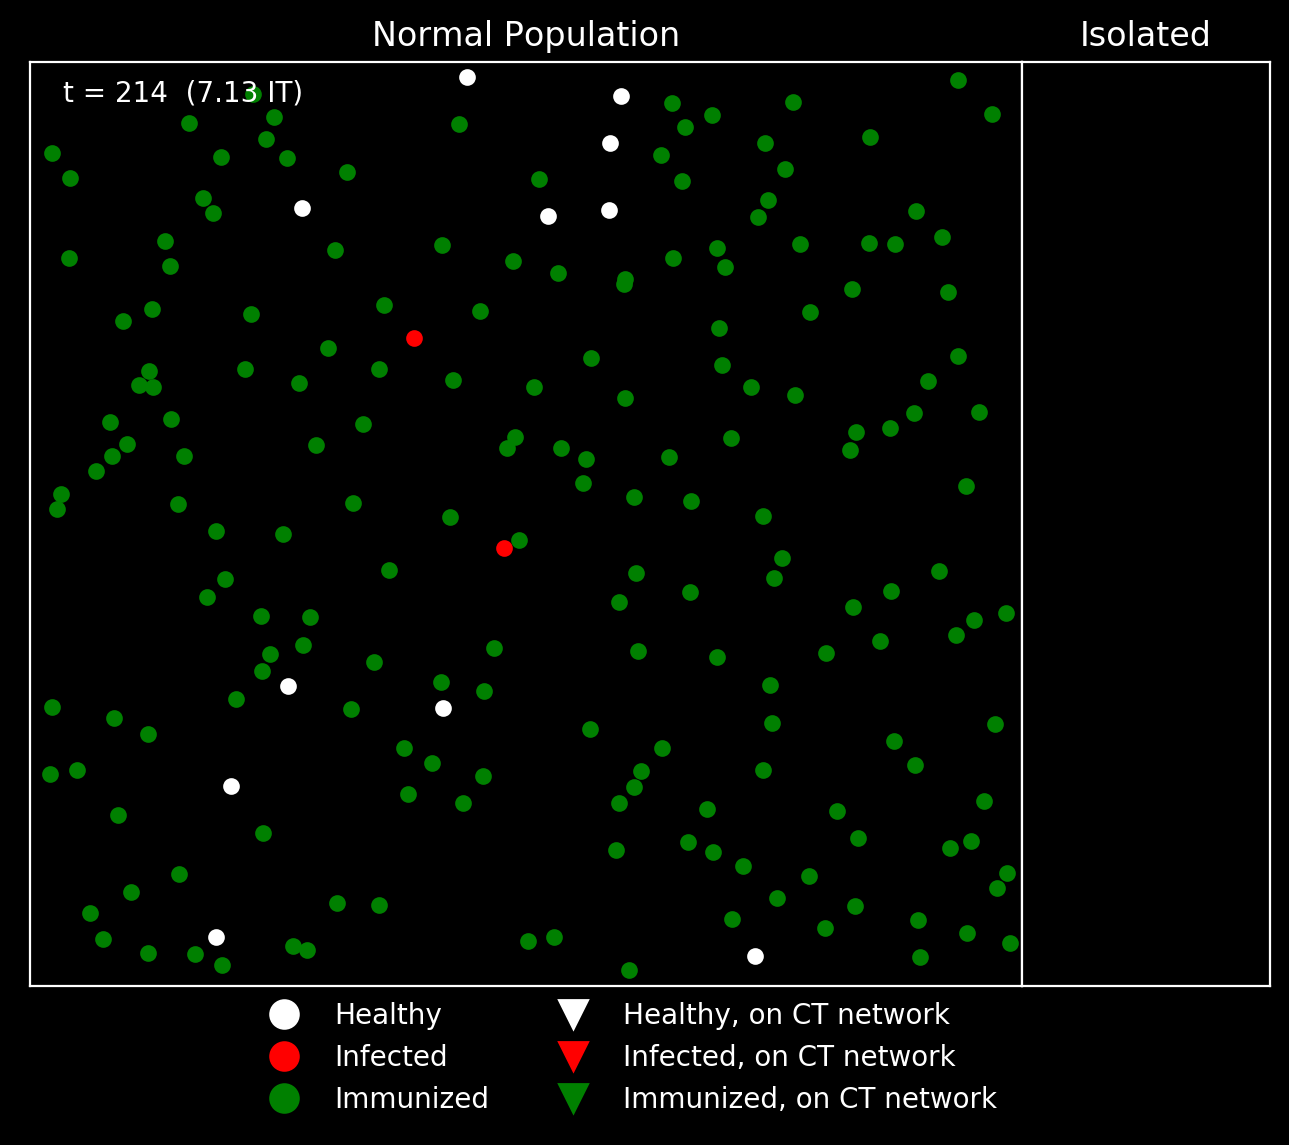 Normal Population
Isolated
t = 214  (7.13 IT)
Healthy
Infected
Immunized
Healthy, on CT network
Infected, on CT network
Immunized, on CT network